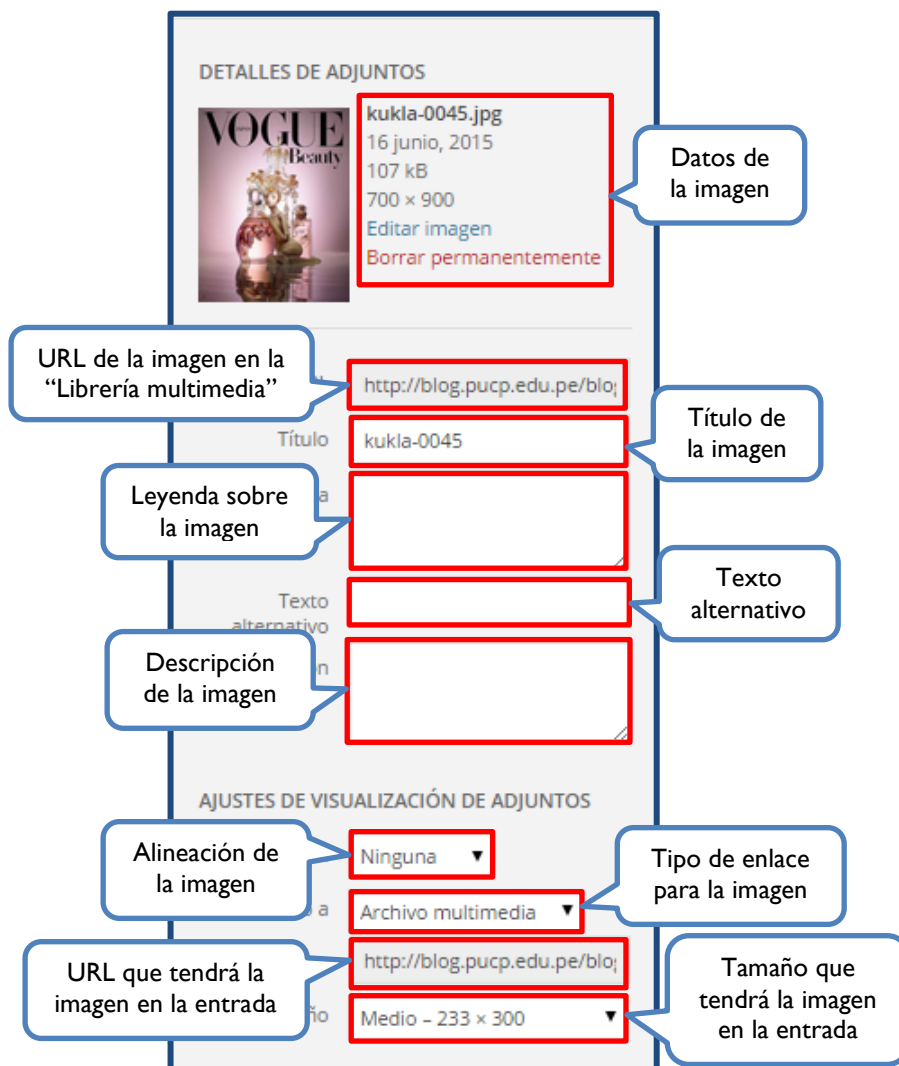 DETALLES DE ADJUNTOS
VOGUE
Beauty
kukla-0045.jpg
16 junio, 2015
107 kB
700 × 900
Editar imagen
Borrar permanentemente
Datos de
la imagen
URL de la imagen en la
“Librería multimedia”
http://blog.pucp.edu.pe/blog
Título
kukla-0045
Título de
la imagen
Leyenda sobre
la imagen
a
Texto
alternativo
Texto
alternativo
Descripción
de la imagen
ón
AJUSTES DE VISUALIZACIÓN DE ADJUNTOS
Alineación de
la imagen
Ninguna
Tipo de enlace
para la imagen
o a
Archivo multimedia
URL que tendrá la
imagen en la entrada
http://blog.pucp.edu.pe/blog
ño
Medio – 233 × 300
Tamaño que
tendrá la imagen
en la entrada